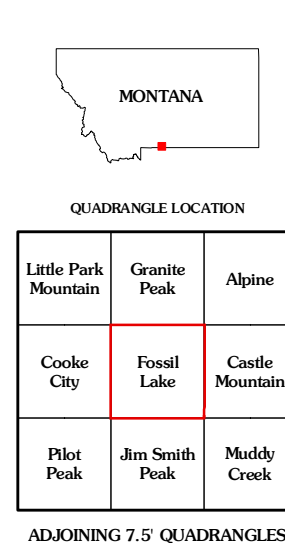 MONTANA
QUADRANGLE LOCATION
Little Park
Mountain
Granite
Peak
Alpine
Cooke
City
Fossil
Lake
Castle
Mountain
Pilot
Peak
Jim Smith
Peak
Muddy
Creek
ADJOINING 7.5' QUADRANGLES